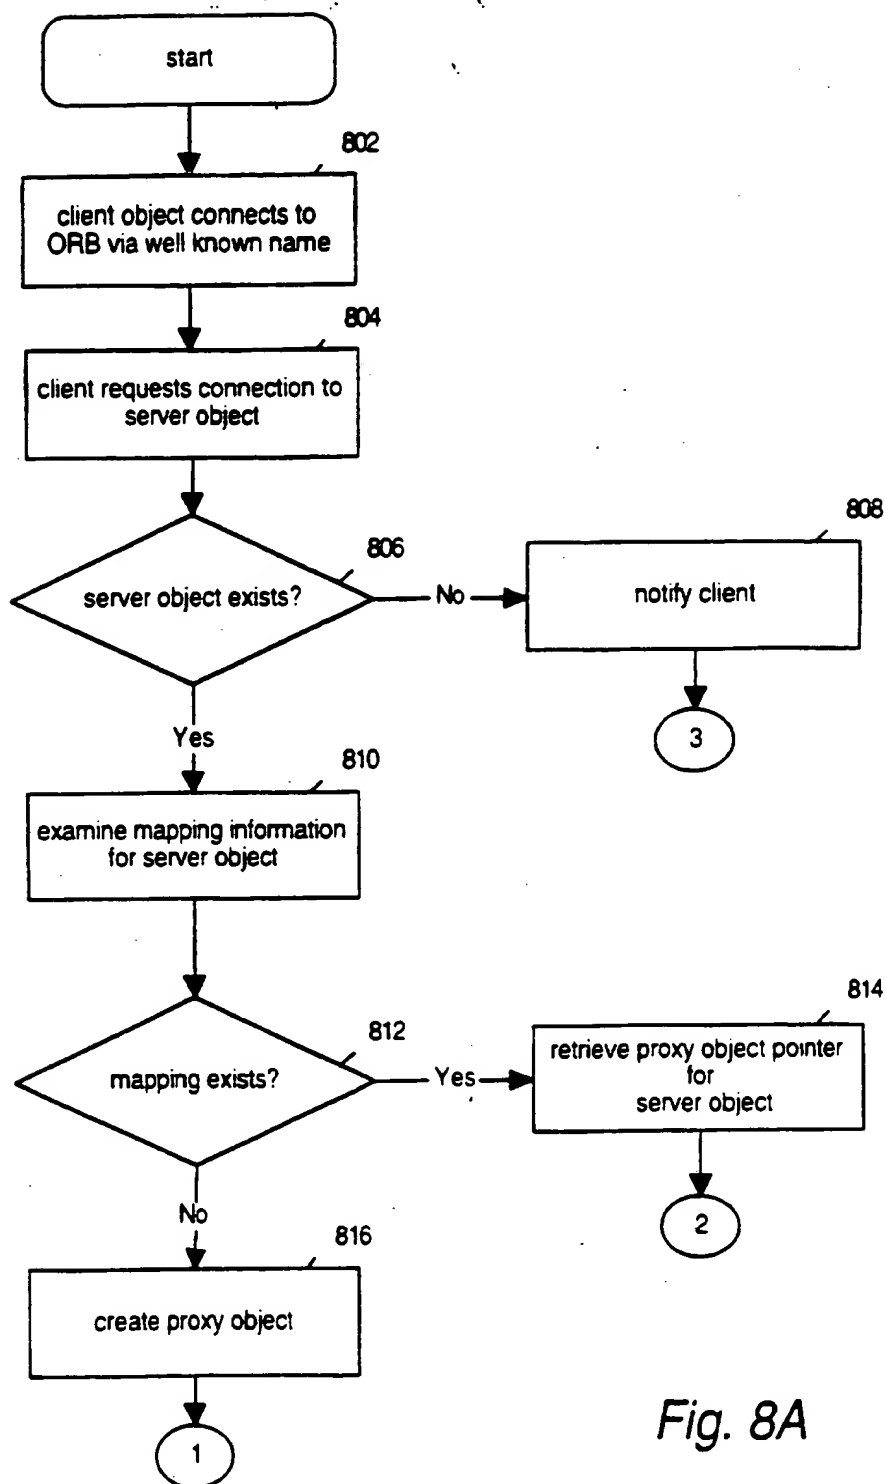 start
802
client object connects to
ORB via well known name
804
client requests connection to
server object
806
server object exists?
No
808
notify client
3
Yes
810
examine mapping information
for server object
812
mapping exists?
Yes
814
retrieve proxy object pointer
for
server object
2
No
816
create proxy object
1
Fig. 8A